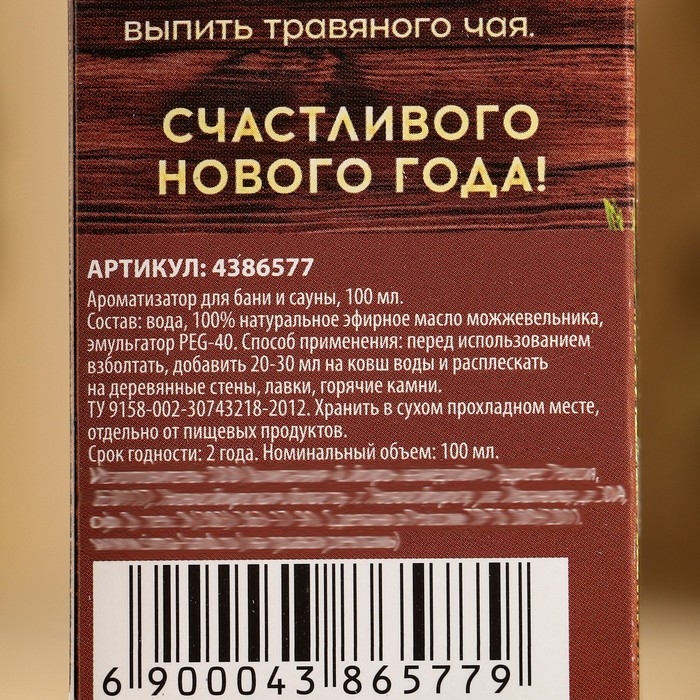 выпить травяного чая.
СЧАСТЛИВОГО
НОВОГО ГОДА!
АРТИКУЛ: 4386577
Ароматизатор для бани и сауны, 100 мл.
Состав: вода, 100% натуральное эфирное масло можжевельника,
эмульгатор PEG-40. Способ применения: перед использованием
взболтать, добавить 20-30 мл на ковш воды и расплескать
на деревянные стены, лавки, горячие камни.
ТУ 9158-002-30743218-2012. Хранить в сухом прохладном месте,
отдельно от пищевых продуктов.
Срок годности: 2 года. Номинальный объем: 100 мл.
6 900043 865779